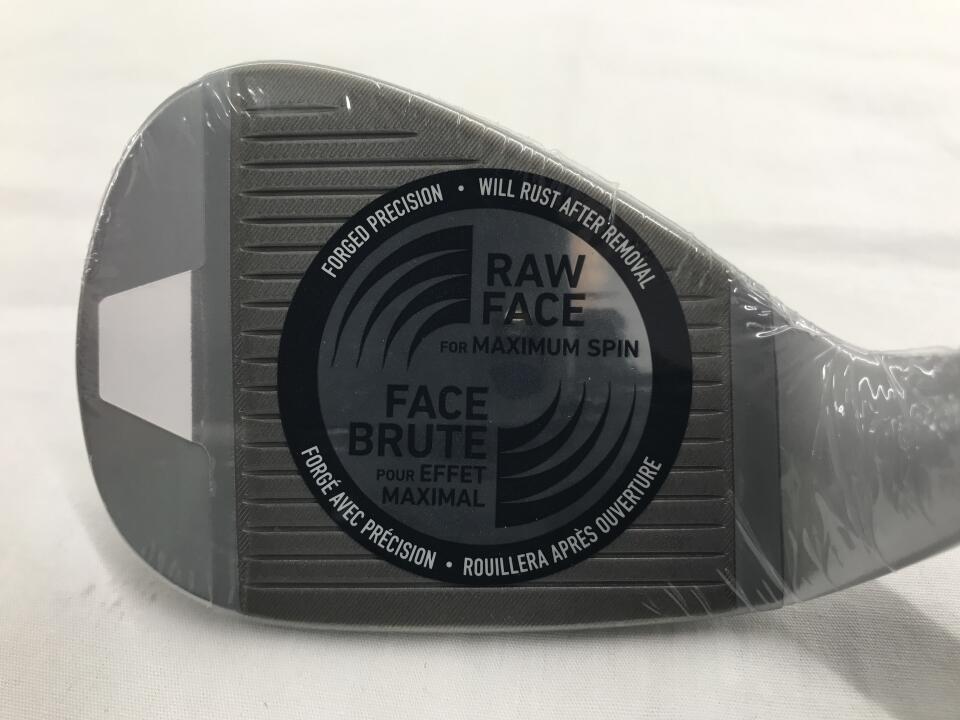 FORGED PRECISION • WILL RUST AFTER REMOVAL
RAW
FACE
FOR MAXIMUM SPIN
FACE
BRUTE
POUR EFFET
MAXIMAL
FORGÉ AVEC PRÉCISION • ROUILLERA APRÈS OUVERTURE